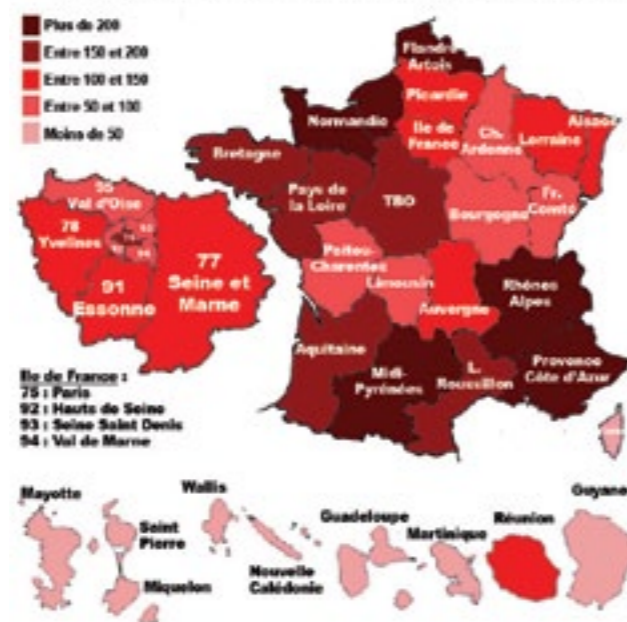 Plus de 200
Entre 150 et 200
Entre 100 et 150
Entre 50 et 100
Moins de 50
Flandre
Artois
Picardie
Normandie
Ile de
France
Ch.
Ardenne
Lorraine
Alsace
Bretagne
Pays de
la Loire
TBO
Bourgogne
Fr.
Comté
Poitou-
Charentes
Limousin
Auvergne
Rhônes
Alpes
Aquitaine
Midi-
Pyrénées
L.
Roussillon
Provence
Côte d'Azur
95
Val d'Oise
78
Yvelines
91
Essonne
77
Seine et
Marne
Ile de France :
75 : Paris
92 : Hauts de Seine
93 : Seine Saint Denis
94 : Val de Marne
Mayotte
Saint
Pierre
Miquelon
Wallis
Nouvelle
Calédonie
Guadeloupe
Martinique
Réunion
Guyane